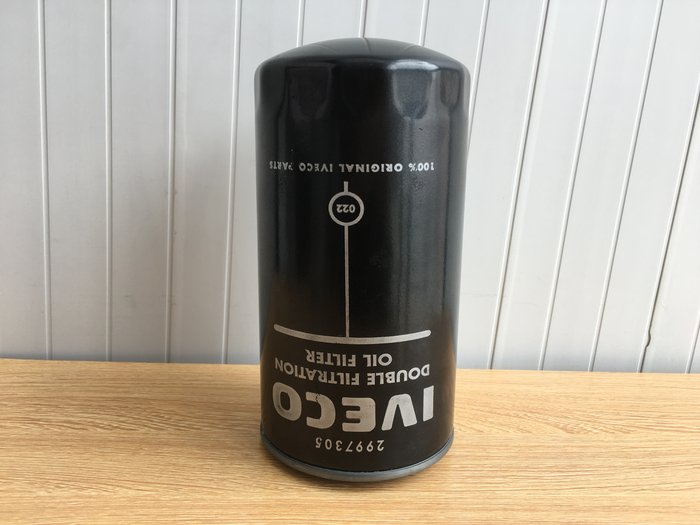 2997305
IVECO
DOUBLE FILTRATION
OIL FILTER
022
100% ORIGINAL IVECO PARTS